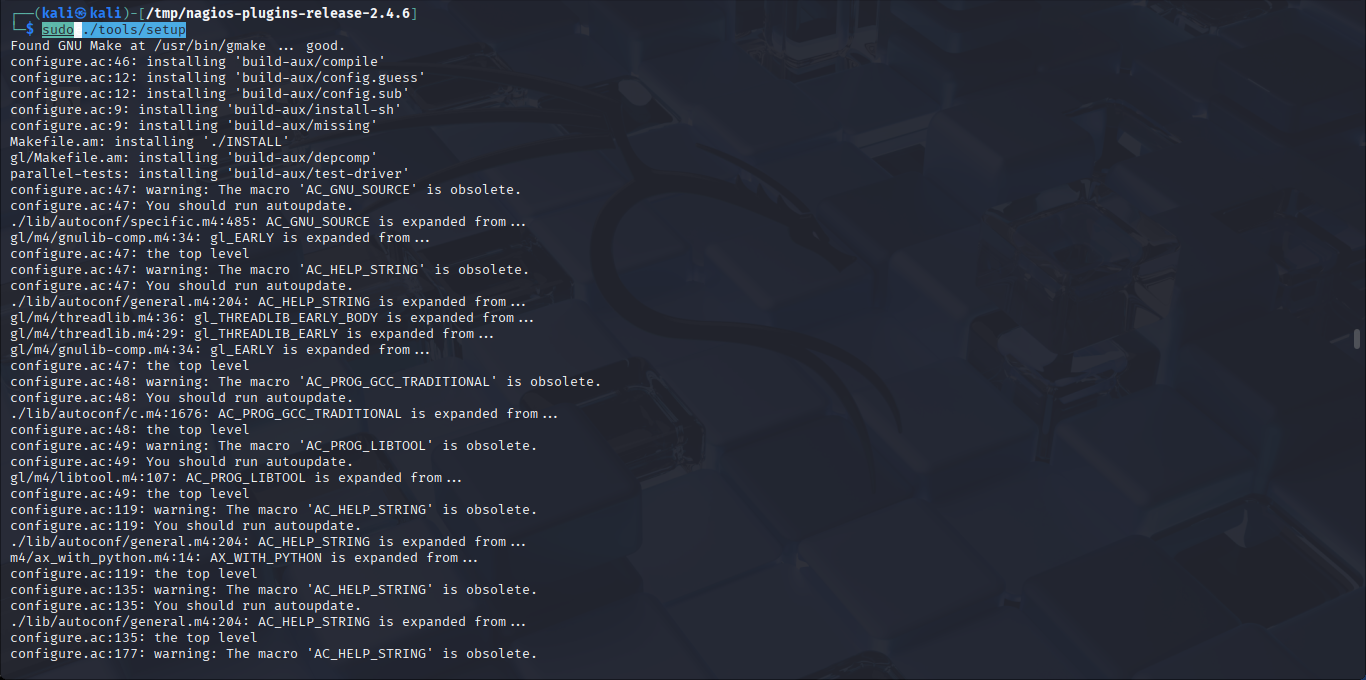 ┌──(kali㉿kali)-[/tmp/nagios-plugins-release-2.4.6]
└─$ sudo ./tools/setup
Found GNU Make at /usr/bin/gmake ... good.
configure.ac:46: installing 'build-aux/compile'
configure.ac:12: installing 'build-aux/config.guess'
configure.ac:12: installing 'build-aux/config.sub'
configure.ac:9: installing 'build-aux/install-sh'
configure.ac:9: installing 'build-aux/missing'
Makefile.am: installing './INSTALL'
gl/Makefile.am: installing 'build-aux/depcomp'
parallel-tests: installing 'build-aux/test-driver'
configure.ac:47: warning: The macro 'AC_GNU_SOURCE' is obsolete.
configure.ac:47: You should run autoupdate.
./lib/autoconf/specific.m4:485: AC_GNU_SOURCE is expanded from...
gl/m4/gnulib-comp.m4:34: gl_EARLY is expanded from...
configure.ac:47: the top level
configure.ac:47: warning: The macro 'AC_HELP_STRING' is obsolete.
configure.ac:47: You should run autoupdate.
./lib/autoconf/general.m4:204: AC_HELP_STRING is expanded from...
gl/m4/threadlib.m4:36: gl_THREADLIB_EARLY_BODY is expanded from...
gl/m4/threadlib.m4:29: gl_THREADLIB_EARLY is expanded from...
gl/m4/gnulib-comp.m4:34: gl_EARLY is expanded from...
configure.ac:47: the top level
configure.ac:48: warning: The macro 'AC_PROG_GCC_TRADITIONAL' is obsolete.
configure.ac:48: You should run autoupdate.
./lib/autoconf/c.m4:1676: AC_PROG_GCC_TRADITIONAL is expanded from...
configure.ac:48: the top level
configure.ac:49: warning: The macro 'AC_PROG_LIBTOOL' is obsolete.
configure.ac:49: You should run autoupdate.
gl/m4/libtool.m4:107: AC_PROG_LIBTOOL is expanded from...
configure.ac:49: the top level
configure.ac:119: warning: The macro 'AC_HELP_STRING' is obsolete.
configure.ac:119: You should run autoupdate.
./lib/autoconf/general.m4:204: AC_HELP_STRING is expanded from...
m4/ax_with_python.m4:14: AX_WITH_PYTHON is expanded from...
configure.ac:119: the top level
configure.ac:135: warning: The macro 'AC_HELP_STRING' is obsolete.
configure.ac:135: You should run autoupdate.
./lib/autoconf/general.m4:204: AC_HELP_STRING is expanded from...
configure.ac:135: the top level
configure.ac:177: warning: The macro 'AC_HELP_STRING' is obsolete.